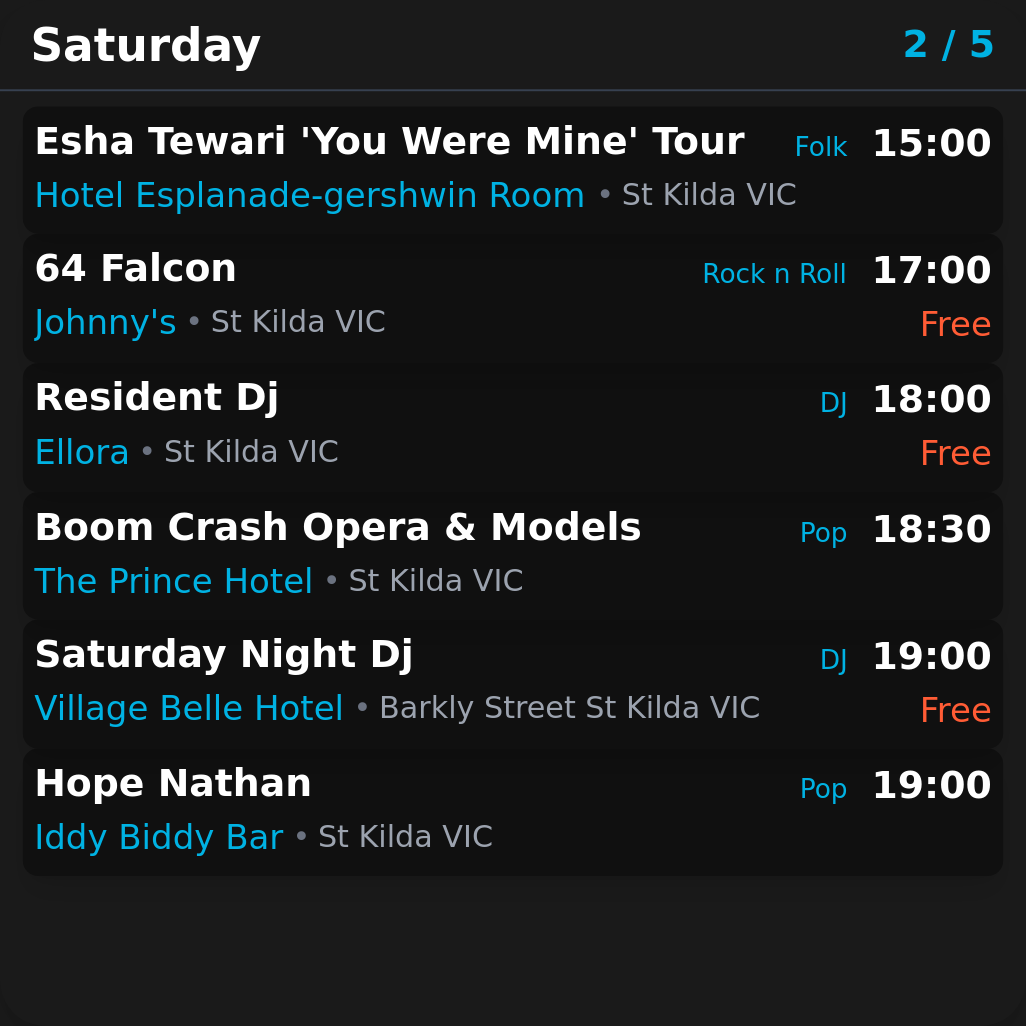 Saturday 2 / 5
Esha Tewari 'You Were Mine' Tour Folk 15:00
Hotel Esplanade-gershwin Room • St Kilda VIC
64 Falcon Rock n Roll 17:00
Johnny's • St Kilda VIC Free
Resident Dj DJ 18:00
Ellora • St Kilda VIC Free
Boom Crash Opera & Models Pop 18:30
The Prince Hotel • St Kilda VIC
Saturday Night Dj DJ 19:00
Village Belle Hotel • Barkly Street St Kilda VIC Free
Hope Nathan Pop 19:00
Iddy Biddy Bar • St Kilda VIC